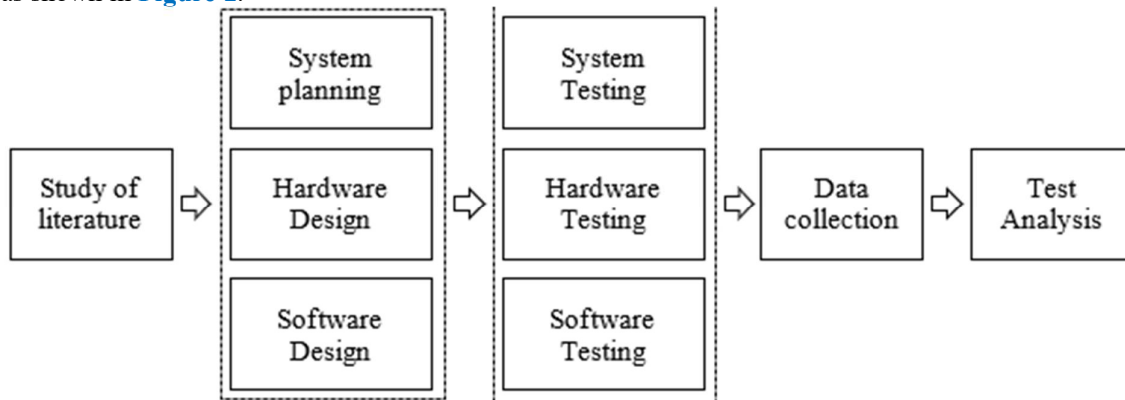 as shown in Figure
Study of
literature
System
planning
Hardware
Design
Software
Design
System
Testing
Hardware
Testing
Software
Testing
Data
collection
Test
Analysis